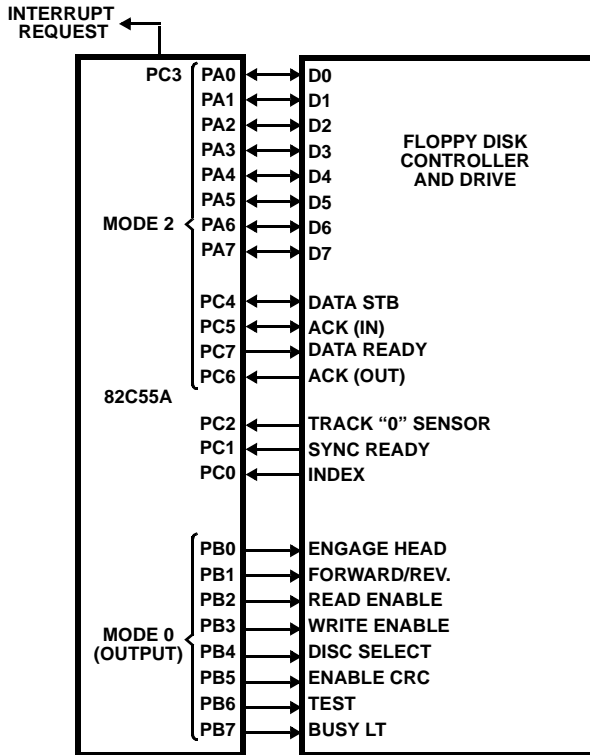 INTERRUPT
REQUEST
PC3 PA0 D0
PA1 D1
PA2 D2
PA3 D3
PA4 D4
PA5 D5
MODE 2 PA6 D6
PA7 D7
FLOPPY DISK
CONTROLLER
AND DRIVE
PC4 DATA STB
PC5 ACK (IN)
PC7 DATA READY
PC6 ACK (OUT)
82C55A
PC2 TRACK “0” SENSOR
PC1 SYNC READY
PC0 INDEX
PB0 ENGAGE HEAD
PB1 FORWARD/REV.
PB2 READ ENABLE
PB3 WRITE ENABLE
MODE 0
(OUTPUT)
PB4 DISC SELECT
PB5 ENABLE CRC
PB6 TEST
PB7 BUSY LT